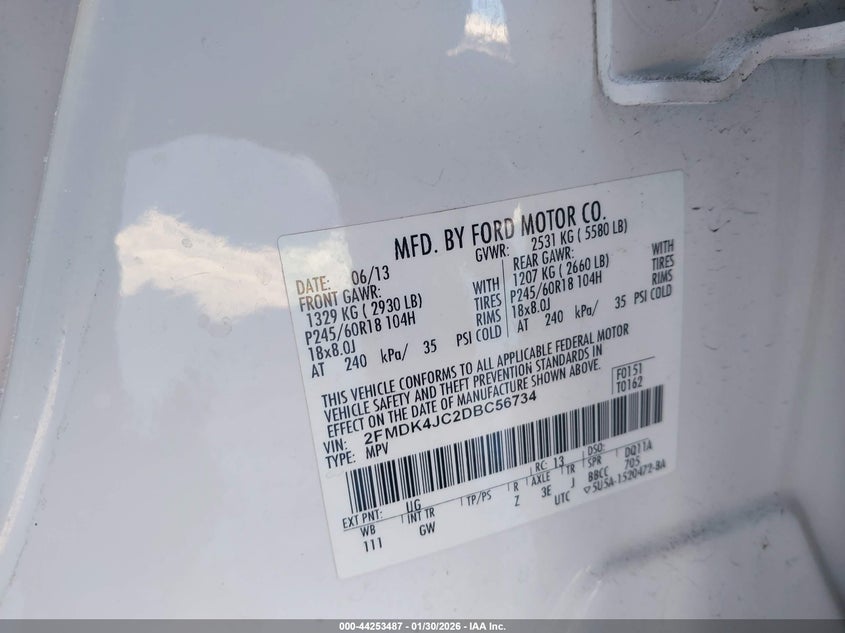 MFD. BY FORD MOTOR CO.
DATE: 06/13 GVWR: 2531 KG ( 5580 LB)
FRONT GAWR: REAR GAWR:
1329 KG ( 2930 LB) WITH 1207 KG ( 2660 LB) WITH
P245/60R18 104H TIRES P245/60R18 104H TIRES
18x8.0J RIMS 18x8.0J RIMS
AT 240 kPa/ 35 PSI COLD AT 240 kPa/ 35 PSI COLD
THIS VEHICLE CONFORMS TO ALL APPLICABLE FEDERAL MOTOR
VEHICLE SAFETY AND THEFT PREVENTION STANDARDS IN
EFFECT ON THE DATE OF MANUFACTURE SHOWN ABOVE.
VIN: 2FMDK4JC2DBC56734 F0151
TYPE: MPV T0162
EXT PNT: UG RC: 13 DSO:
WB INT TR TP/PS R AXLE TR SPR DQ11A
111 GW Z 3E J BBCC 705
UTC ▽5U5A-1520472-BA
000-44253487 - 01/30/2026 - IAA Inc.